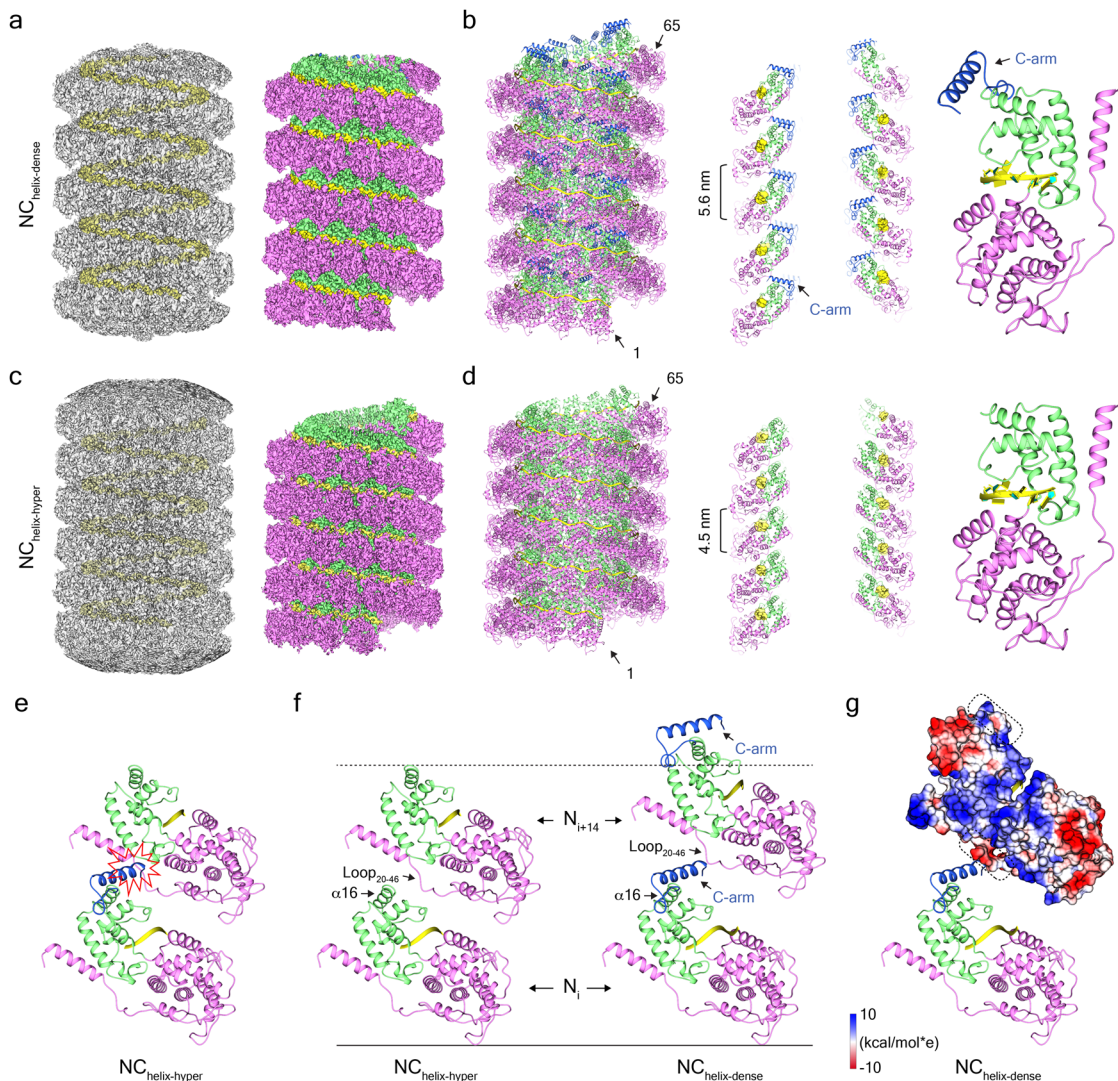 a
b
65
C-arm
NChelix-dense
5.6 nm
C-arm
1
c
d
65
NChelix-hyper
4.5 nm
1
e
f
g
C-arm
Ni+14
Loop20-46
Loop20-46
α16
α16
C-arm
Ni
10
(kcal/mol*e)
-10
NChelix-hyper
NChelix-hyper
NChelix-dense
NChelix-dense